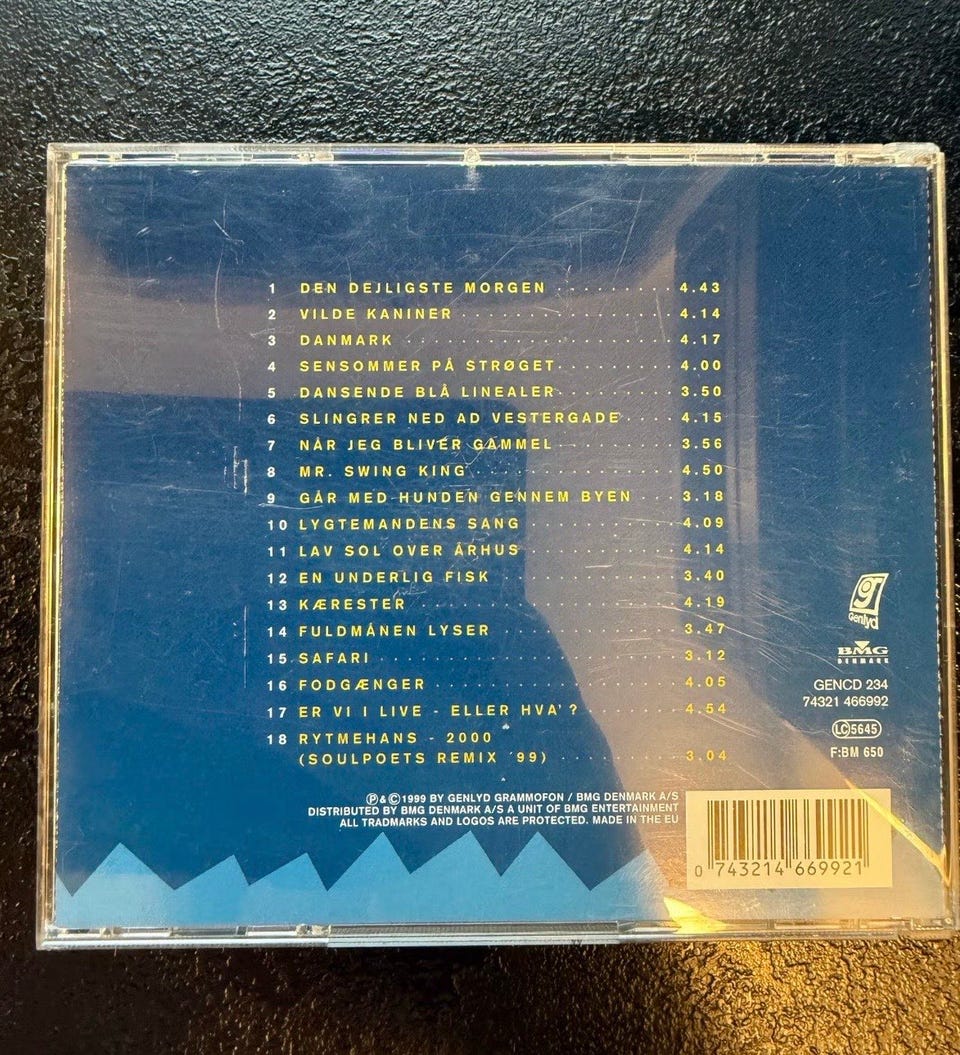 1 DEN DEJLIGSTE MORGEN 4.43
2 VILDE KANINER 4.14
3 DANMARK 4.17
4 SENSOMMER PÅ STRØGET 4.00
5 DANSENDE BLÅ LINEALER 3.50
6 SLINGRER NED AD VESTERGADE 4.15
7 NÅR JEG BLIVER GAMMEL 3.56
8 MR. SWING KING 4.50
9 GÅR MED HUNDEN GENNEM BYEN 3.18
10 LYGTEMANDENS SANG 4.09
11 LAV SOL OVER ÅRHUS 4.14
12 EN UNDERLIG FISK 3.40
13 KÆRESTER 4.19
14 FULDMÅNEN LYSER 3.47
15 SAFARI 3.12
16 FODGÆNGER 4.05
17 ER VI I LIVE - ELLER HVA'? 4.54
18 RYTMEHANS - 2000
(SOULPOETS REMIX ´99) 3.04
Genlyd
BMG
DENMARK
GENCD 234
74321 466992
LC 5645
F:BM 650
Ⓟ & © 1999 BY GENLYD GRAMMOFON / BMG DENMARK A/S
DISTRIBUTED BY BMG DENMARK A/S A UNIT OF BMG ENTERTAINMENT
ALL TRADMARKS AND LOGOS ARE PROTECTED. MADE IN THE EU
0 743214 669921